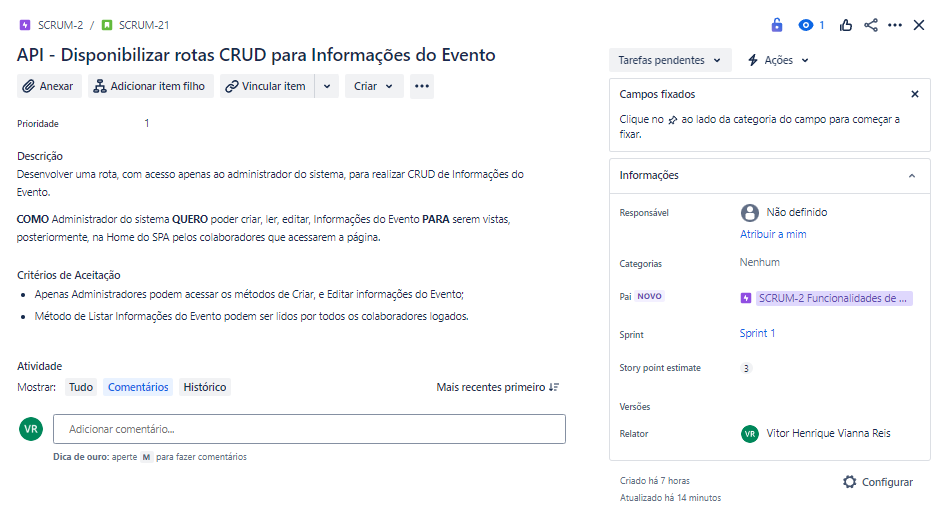 SCRUM-2 / SCRUM-21
1
API - Disponibilizar rotas CRUD para Informações do Evento
Anexar
Adicionar item filho
Vincular item
Criar
Prioridade
1
Descrição
Desenvolver uma rota, com acesso apenas ao administrador do sistema, para realizar CRUD de Informações do
Evento.
COMO Administrador do sistema QUERO poder criar, ler, editar, Informações do Evento PARA serem vistas,
posteriormente, na Home do SPA pelos colaboradores que acessarem a página.
Critérios de Aceitação
• Apenas Administradores podem acessar os métodos de Criar, e Editar informações do Evento;
• Método de Listar Informações do Evento podem ser lidos por todos os colaboradores logados.
Atividade
Mostrar: Tudo Comentários Histórico
Mais recentes primeiro
VR
Adicionar comentário...
Dica de ouro: aperte M para fazer comentários
Tarefas pendentes
Ações
Campos fixados
Clique no ao lado da categoria do campo para começar a
fixar.
Informações
Responsável
Não definido
Atribuir a mim
Categorias
Nenhum
Pai NOVO
SCRUM-2 Funcionalidades de ...
Sprint
Sprint 1
Story point estimate
3
Versões
Relator
VR
Vitor Henrique Vianna Reis
Criado há 7 horas
Atualizado há 14 minutos
Configurar